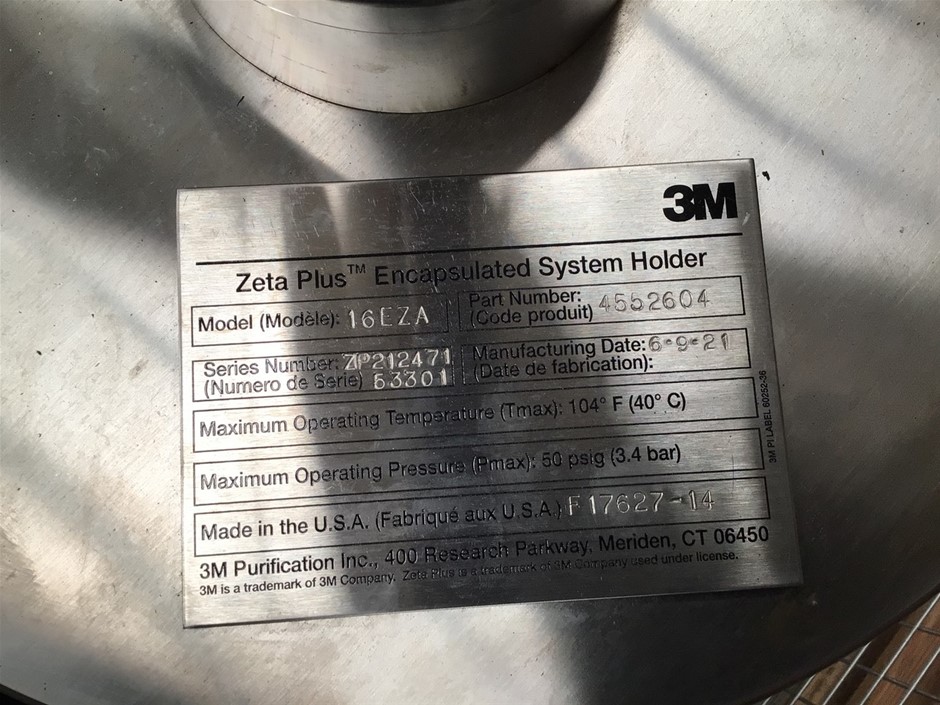 3M
Zeta Plus™ Encapsulated System Holder
Model (Modèle): 16EZA
Part Number: 4552604
(Code produit)
Series Number: ZP212471
(Numero de Serie) 53301
Manufacturing Date: 6-9-21
(Date de fabrication):
Maximum Operating Temperature (Tmax): 104° F (40° C)
Maximum Operating Pressure (Pmax): 50 psig (3.4 bar)
Made in the U.S.A. (Fabriqué aux U.S.A.) F17627-14
3M Purification Inc., 400 Research Parkway, Meriden, CT 06450
3M is a trademark of 3M Company. Zeta Plus is a trademark of 3M Company used under license.
3M PI LABEL 60252-36